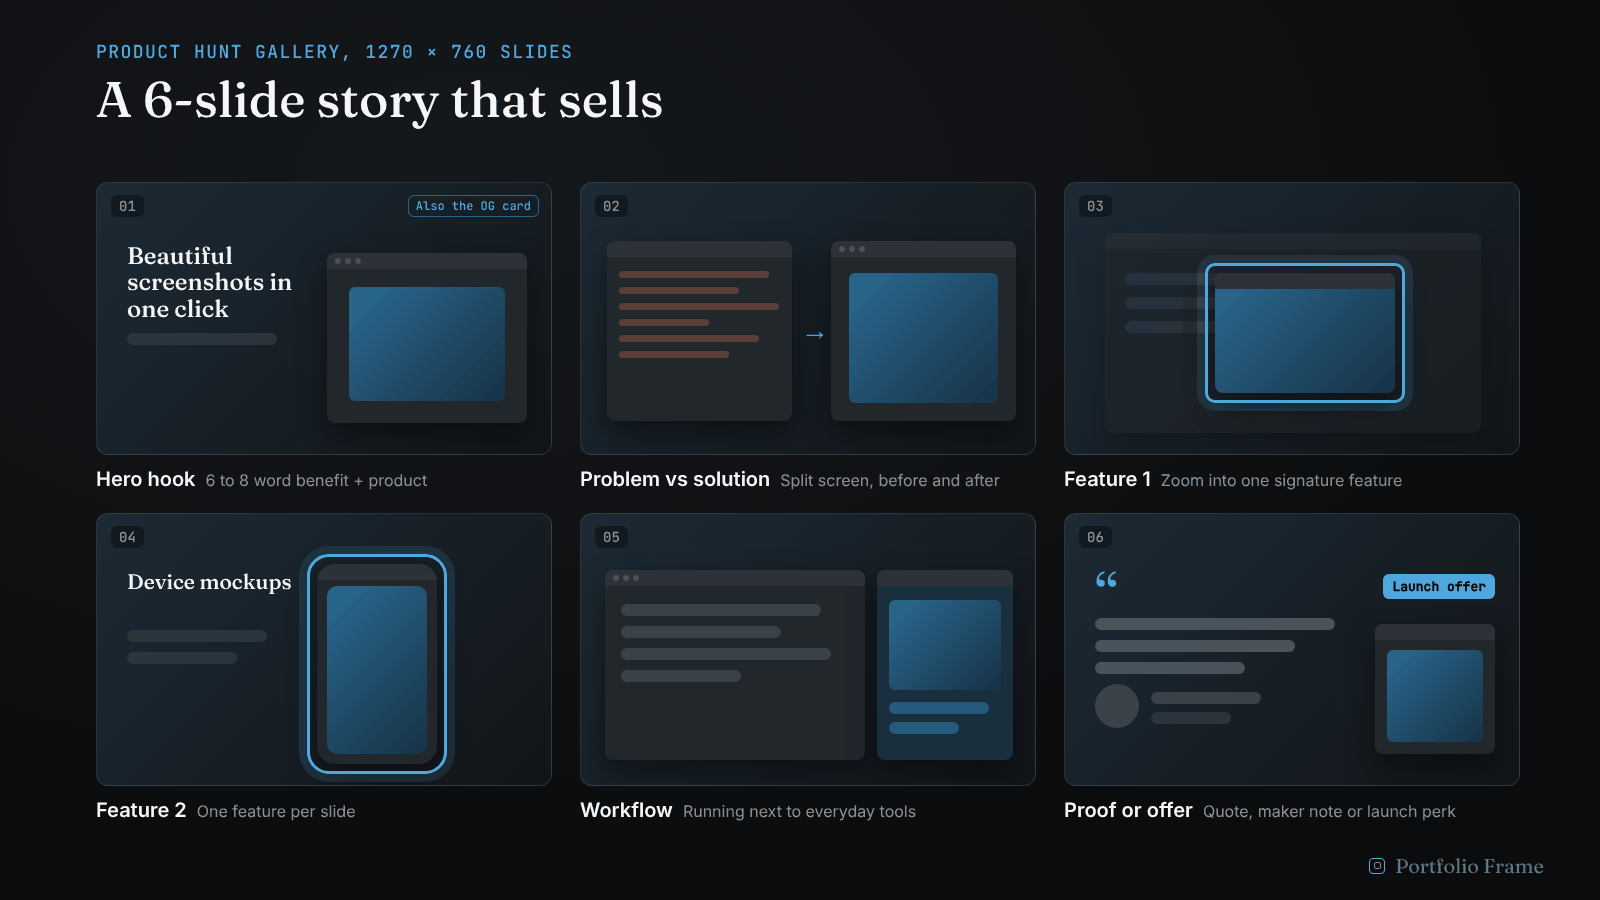 PRODUCT HUNT GALLERY, 1270 × 760 SLIDES
A 6-slide story that sells
01
Also the OG card
Beautiful
screenshots in
one click
Hero hook 6 to 8 word benefit + product
02
→
Problem vs solution Split screen, before and after
03
Feature 1 Zoom into one signature feature
04
Device mockups
Feature 2 One feature per slide
05
Workflow Running next to everyday tools
06
“
Launch offer
Proof or offer Quote, maker note or launch perk
Portfolio Frame